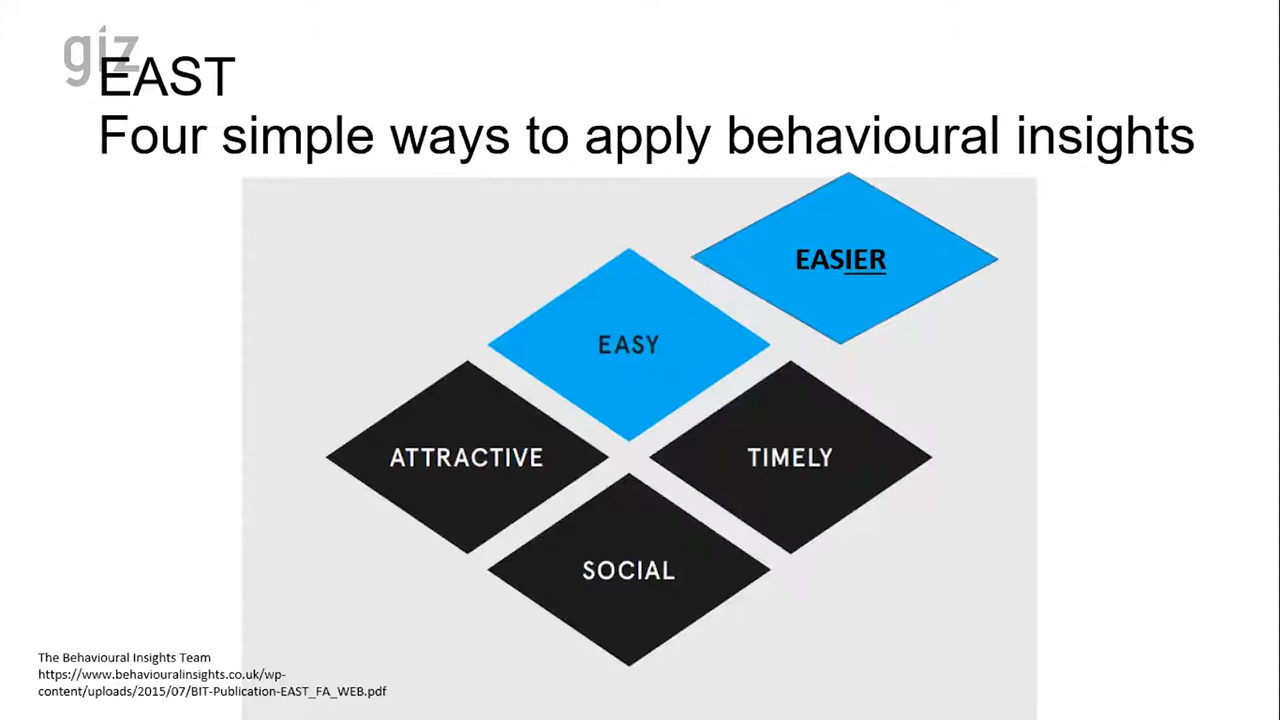 giz
EAST
Four simple ways to apply behavioural insights
EASIER
EASY
ATTRACTIVE
TIMELY
SOCIAL
The Behavioural Insights Team
https://www.behaviouralinsights.co.uk/wp-
content/uploads/2015/07/BIT-Publication-EAST_FA_WEB.pdf